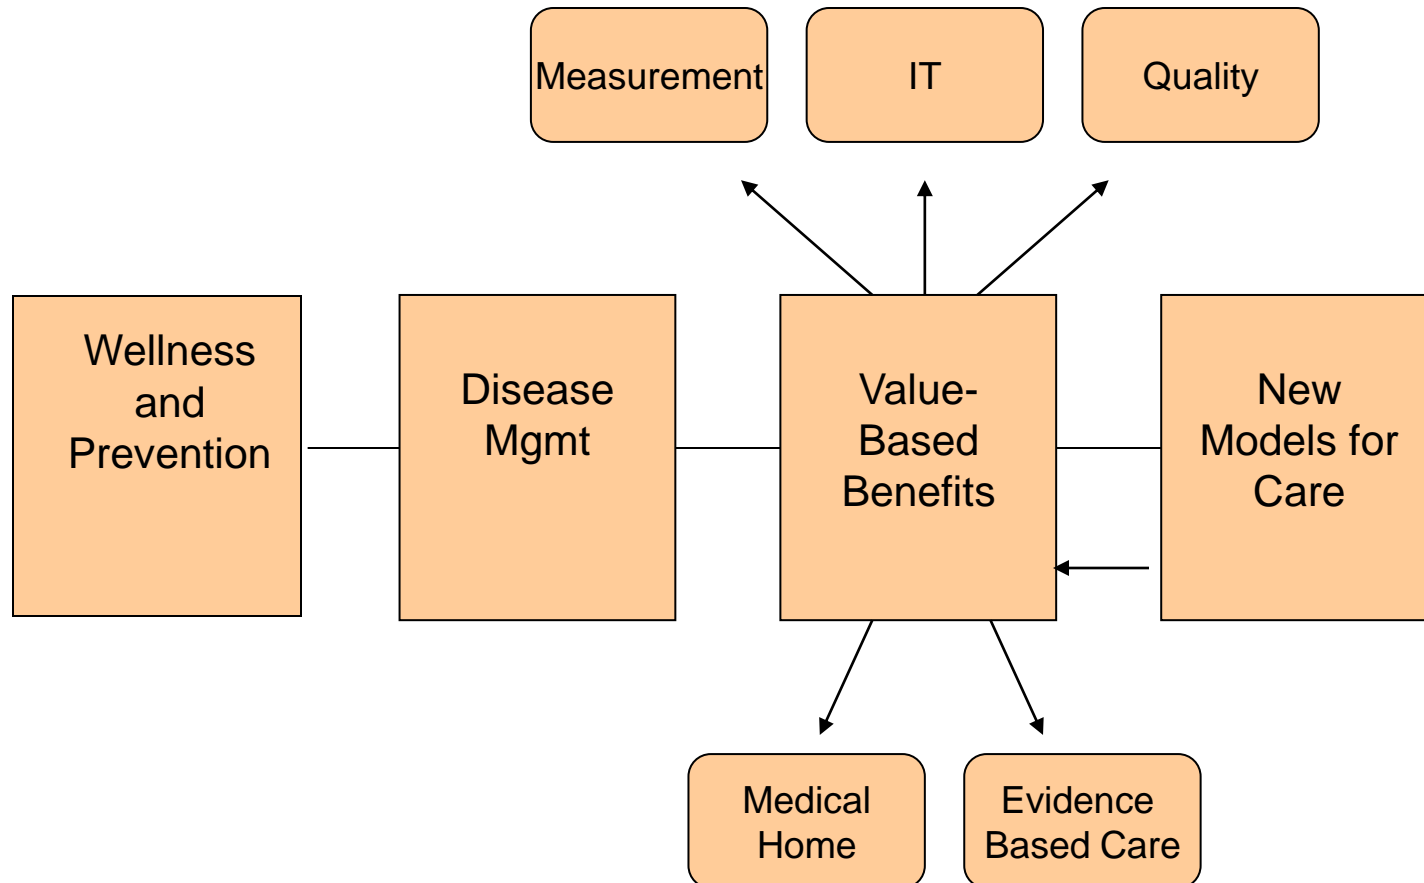 Measurement
IT
Quality
Wellness
and
Prevention
Disease
Mgmt
Value-
Based
Benefits
New
Models for
Care
Medical
Home
Evidence
Based Care